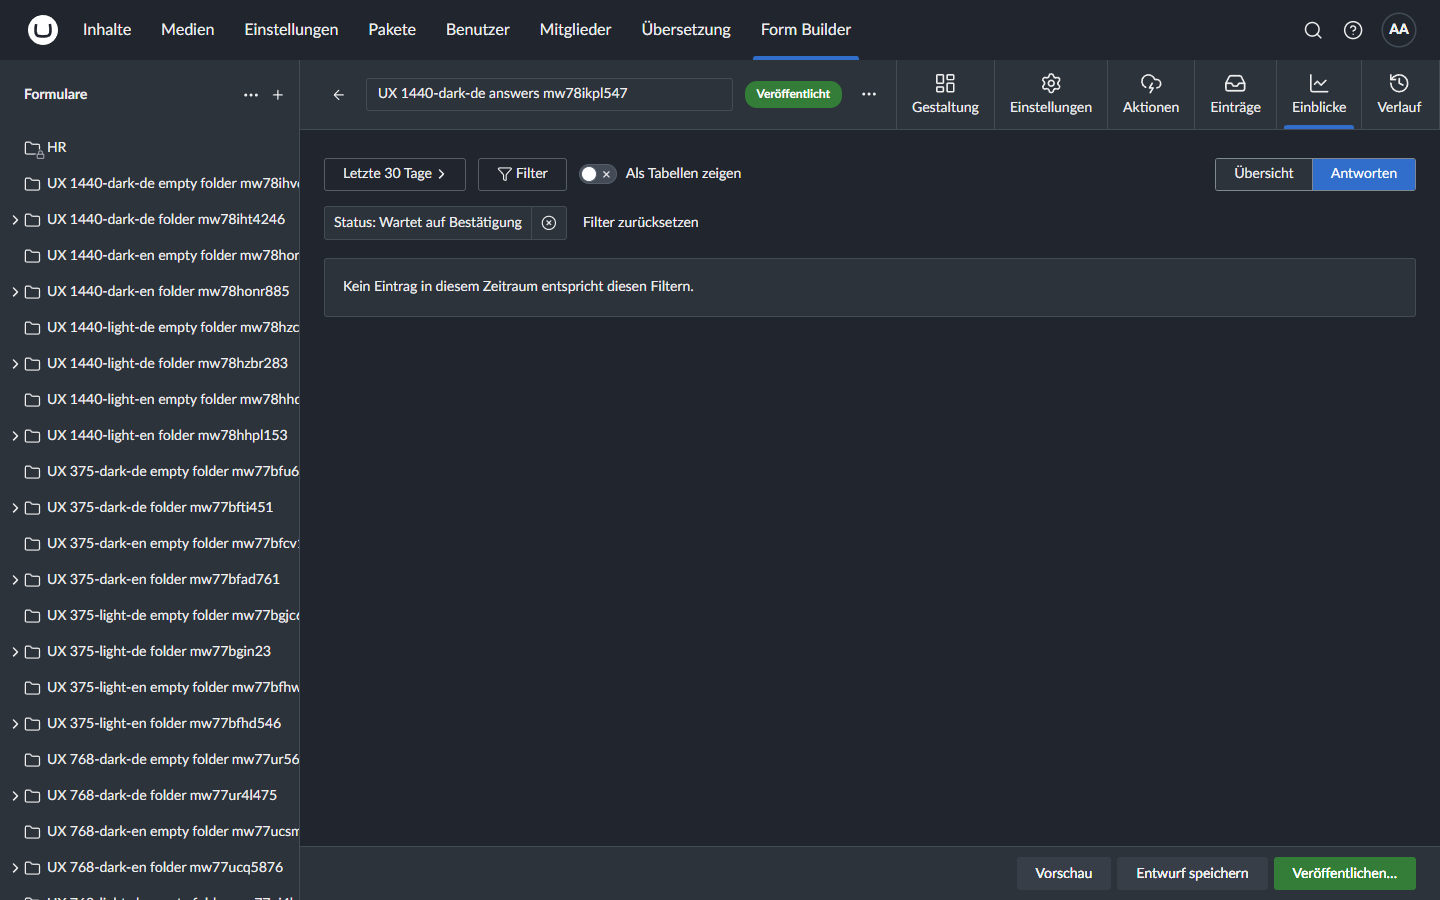 Inhalte Medien Einstellungen Pakete Benutzer Mitglieder Übersetzung Form Builder AA
Formulare
UX 1440-dark-de answers mw78ikpl547 Veröffentlicht
Gestaltung Einstellungen Aktionen Einträge Einblicke Verlauf
HR
UX 1440-dark-de empty folder mw78ihv
UX 1440-dark-de folder mw78iht4246
UX 1440-dark-en empty folder mw78hor
UX 1440-dark-en folder mw78honr885
UX 1440-light-de empty folder mw78hzc
UX 1440-light-de folder mw78hzbr283
UX 1440-light-en empty folder mw78hh
UX 1440-light-en folder mw78hhpl153
UX 375-dark-de empty folder mw77bfu6
UX 375-dark-de folder mw77bfti451
UX 375-dark-en empty folder mw77bfcv
UX 375-dark-en folder mw77bfad761
UX 375-light-de empty folder mw77bgjc
UX 375-light-de folder mw77bgin23
UX 375-light-en empty folder mw77bfhw
UX 375-light-en folder mw77bfhd546
UX 768-dark-de empty folder mw77ur56
UX 768-dark-de folder mw77ur4l475
UX 768-dark-en empty folder mw77ucsm
UX 768-dark-en folder mw77ucq5876
Letzte 30 Tage Filter Als Tabellen zeigen Übersicht Antworten
Status: Wartet auf Bestätigung Filter zurücksetzen
Kein Eintrag in diesem Zeitraum entspricht diesen Filtern.
Vorschau Entwurf speichern Veröffentlichen...